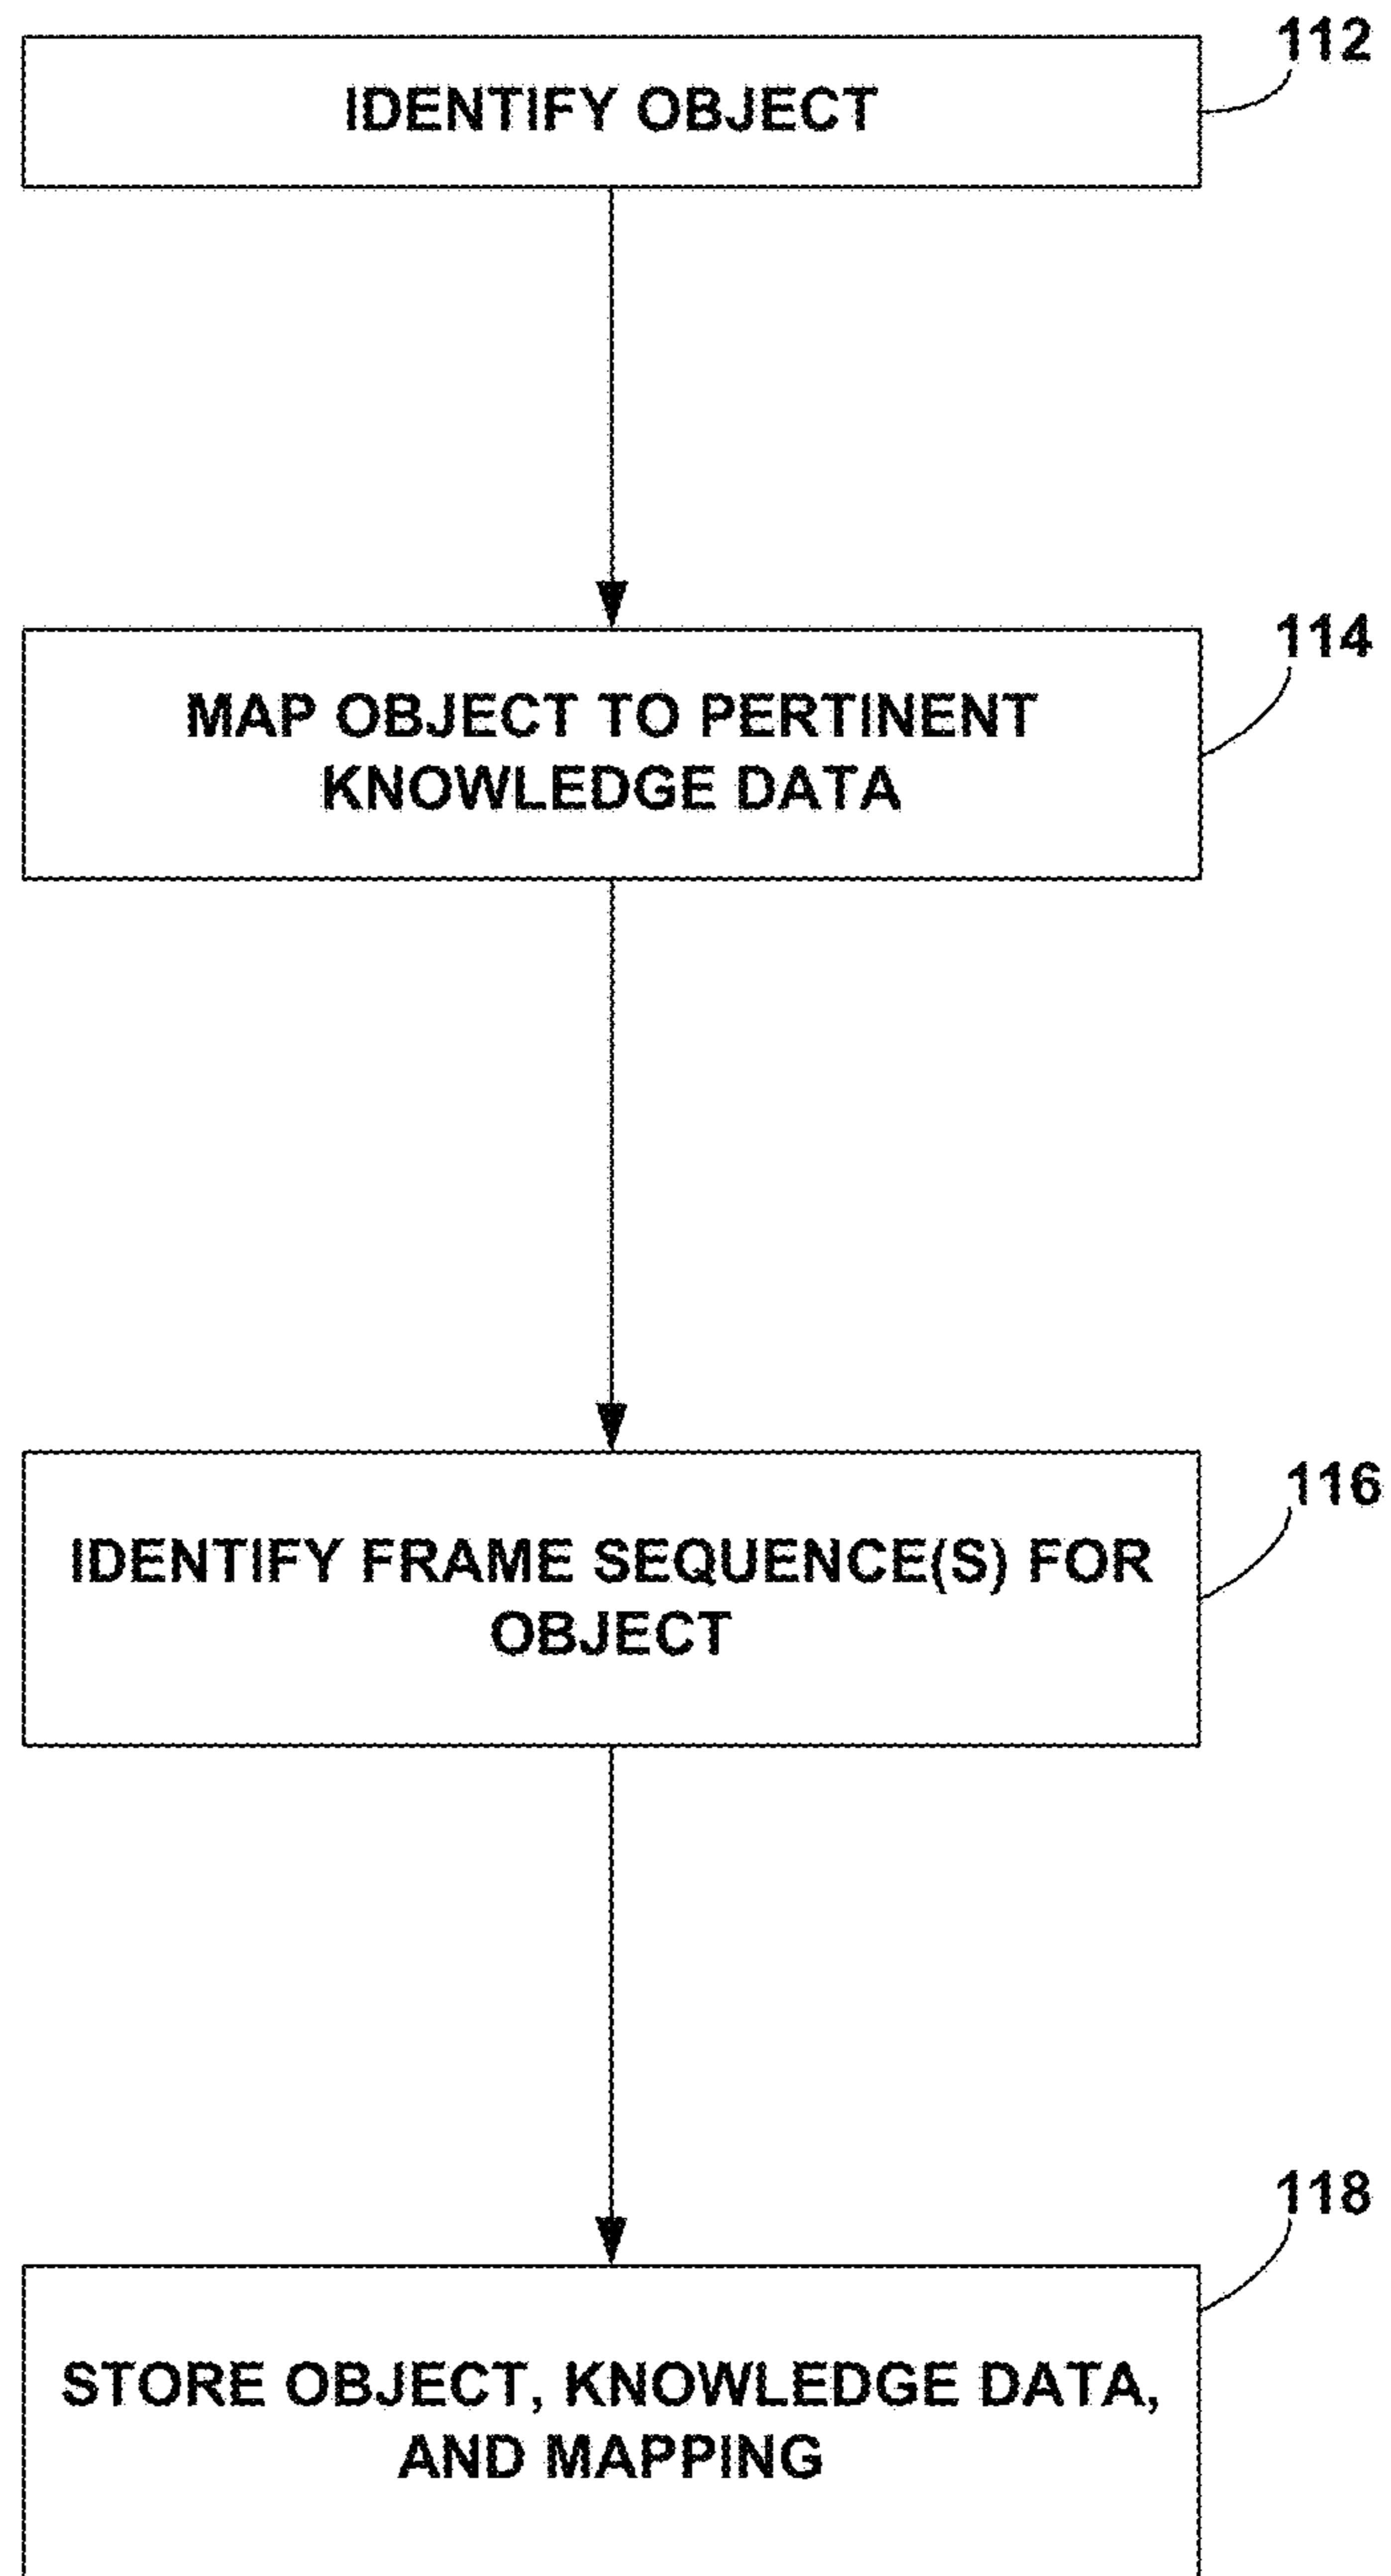 112
IDENTIFY OBJECT
114
MAP OBJECT TO PERTINENT
KNOWLEDGE DATA
116
IDENTIFY FRAME SEQUENCE(S) FOR
OBJECT
118
STORE OBJECT, KNOWLEDGE DATA,
AND MAPPING